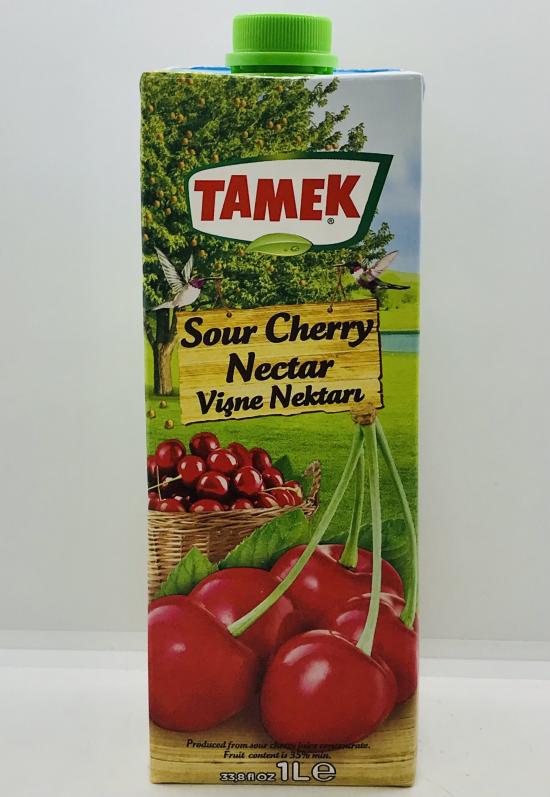 TAMEK
®
Sour Cherry
Nectar
Vişne Nektarı
Produced from sour cherry juice concentrate.
Fruit content is 35% min.
33,8 fl OZ 1L e